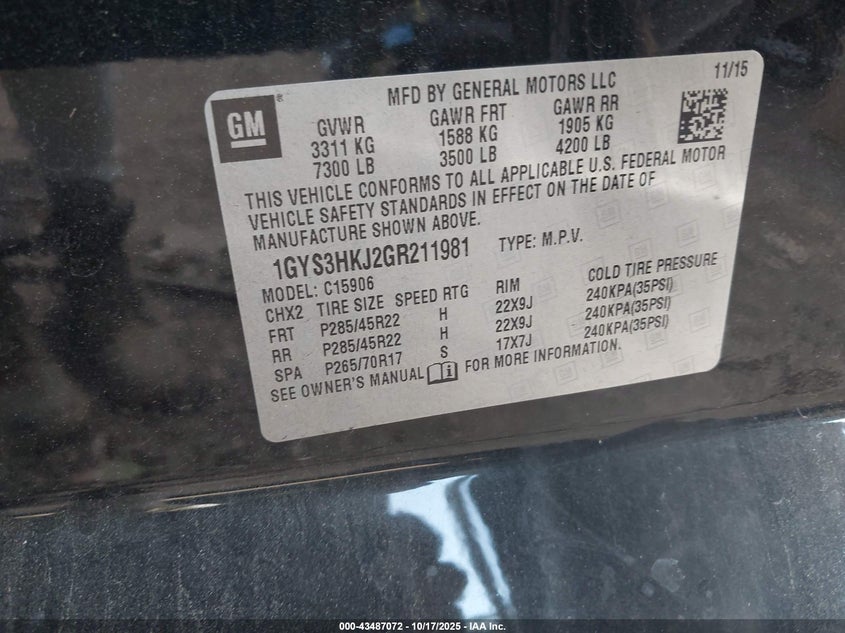 MFD BY GENERAL MOTORS LLC 11/15
GM®
GVWR GAWR FRT GAWR RR
3311 KG 1588 KG 1905 KG
7300 LB 3500 LB 4200 LB
THIS VEHICLE CONFORMS TO ALL APPLICABLE U.S. FEDERAL MOTOR
VEHICLE SAFETY STANDARDS IN EFFECT ON THE DATE OF
MANUFACTURE SHOWN ABOVE.
1GYS3HKJ2GR211981 TYPE: M.P.V.
MODEL: C15906
CHX2 TIRE SIZE SPEED RTG RIM COLD TIRE PRESSURE
FRT P285/45R22 H 22X9J 240KPA(35PSI)
RR P285/45R22 H 22X9J 240KPA(35PSI)
SPA P265/70R17 S 17X7J 240KPA(35PSI)
SEE OWNER'S MANUAL i FOR MORE INFORMATION.
000-43487072 - 10/17/2025 - IAA Inc.